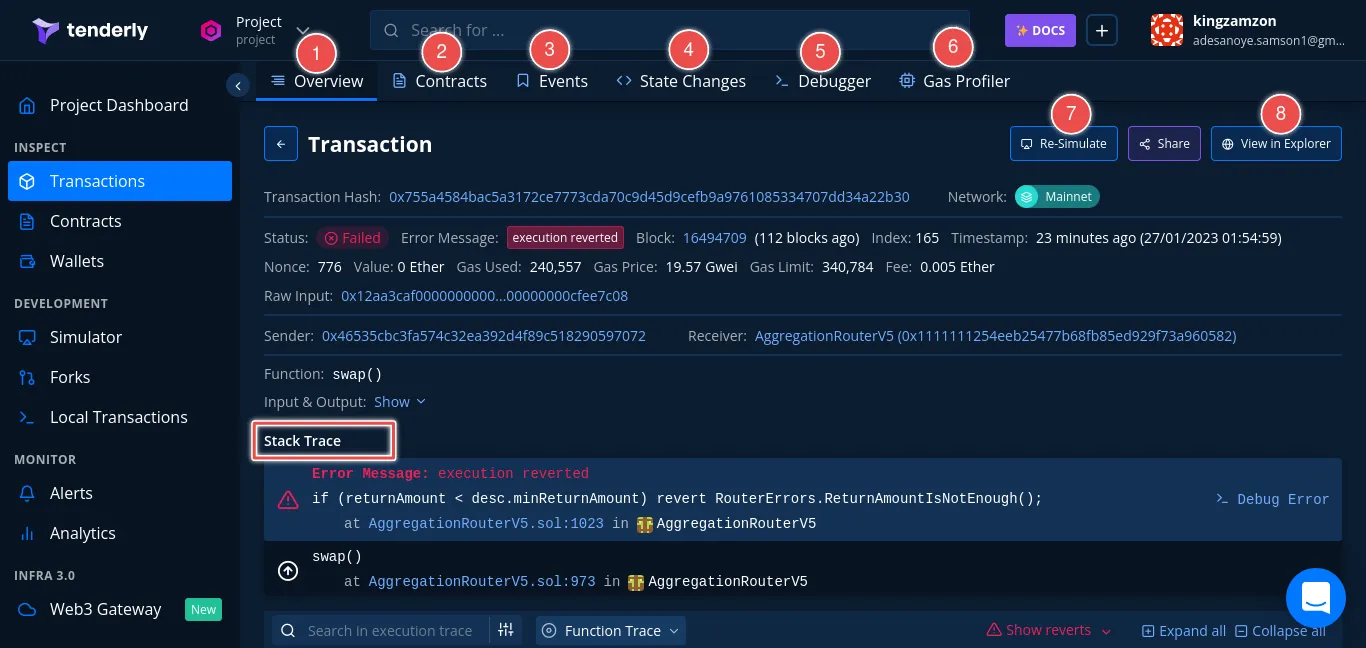 tenderly
Project
project
Search for ...
DOCS
kingzamzon
adesanoye.samson1@gm...
1
2
3
4
5
6
Overview
Contracts
Events
State Changes
Debugger
Gas Profiler
Project Dashboard
INSPECT
Transactions
Contracts
Wallets
DEVELOPMENT
Simulator
Forks
Local Transactions
MONITOR
Alerts
Analytics
INFRA 3.0
Web3 Gateway New
7
8
Transaction
Re-Simulate
Share
View in Explorer
Transaction Hash: 0x755a4584bac5a3172ce7773cda70c9d45d9cefb9a9761085334707dd34a22b30 Network: Mainnet
Status: Failed Error Message: execution reverted Block: 16494709 (112 blocks ago) Index: 165 Timestamp: 23 minutes ago (27/01/2023 01:54:59)
Nonce: 776 Value: 0 Ether Gas Used: 240,557 Gas Price: 19.57 Gwei Gas Limit: 340,784 Fee: 0.005 Ether
Raw Input: 0x12aa3caf0000000000...00000000cfee7c08
Sender: 0x46535cbc3fa574c32ea392d4f89c518290597072 Receiver: AggregationRouterV5 (0x1111111254eeb25477b68fb85ed929f73a960582)
Function: swap()
Input & Output: Show
Stack Trace
Error Message: execution reverted
if (returnAmount < desc.minReturnAmount) revert RouterErrors.ReturnAmountIsNotEnough();
Debug Error
at AggregationRouterV5.sol:1023 in AggregationRouterV5
swap()
at AggregationRouterV5.sol:973 in AggregationRouterV5
Search in execution trace
Function Trace
Show reverts
Expand all
Collapse all